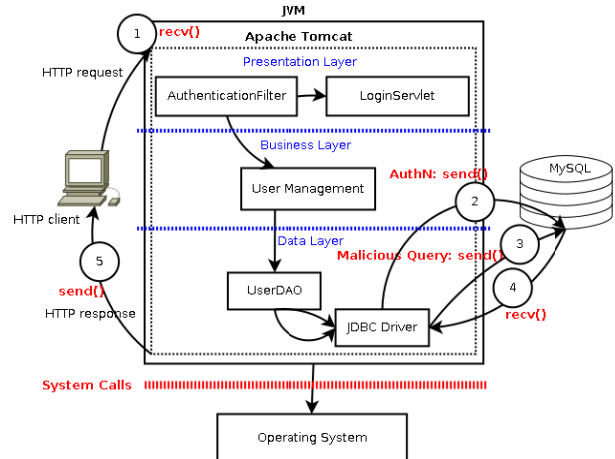 JVM
1
recv()
Apache Tomcat
HTTP request
Presentation Layer
AuthenticationFilter
LoginServlet
Business Layer
AuthN: send()
MySQL
User Management
2
HTTP client
Data Layer
3
Malicious Query: send()
5
4
send()
UserDAO
HTTP response
recv()
JDBC Driver
System Calls
Operating System